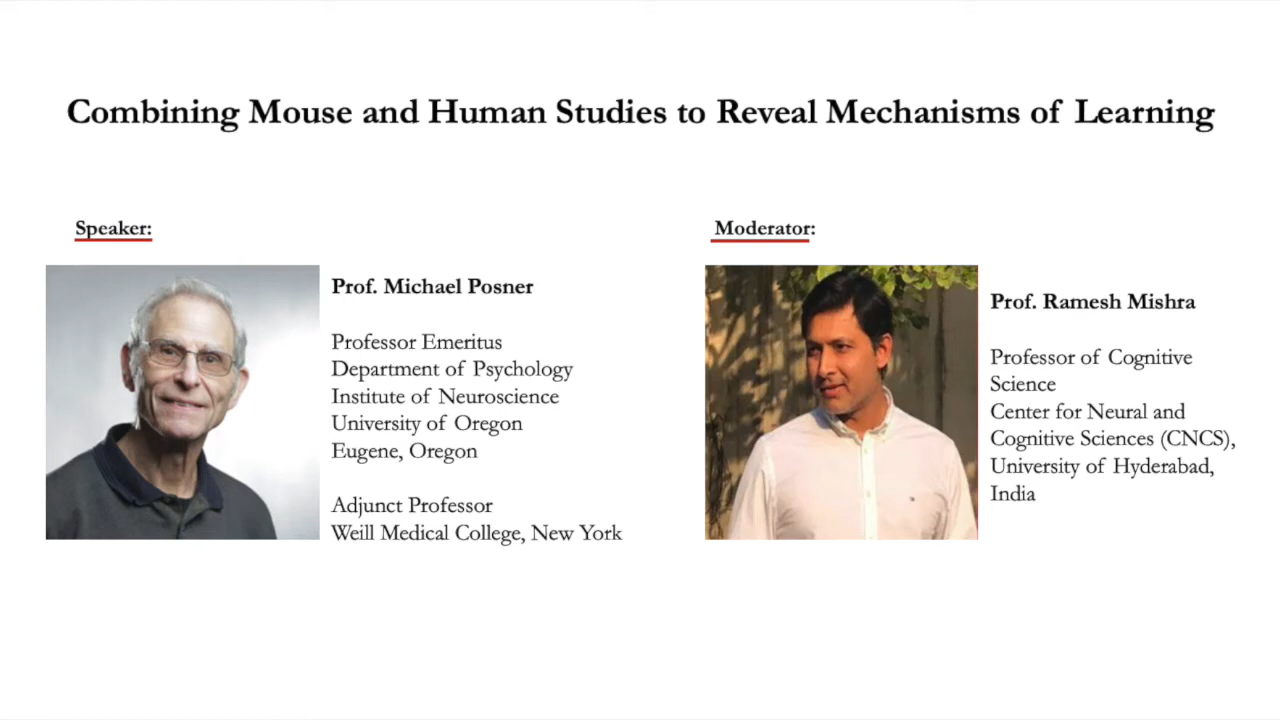 Combining Mouse and Human Studies to Reveal Mechanisms of Learning
Speaker:
Prof. Michael Posner
Professor Emeritus
Department of Psychology
Institute of Neuroscience
University of Oregon
Eugene, Oregon
Adjunct Professor
Weill Medical College, New York
Moderator:
Prof. Ramesh Mishra
Professor of Cognitive
Science
Center for Neural and
Cognitive Sciences (CNCS),
University of Hyderabad,
India